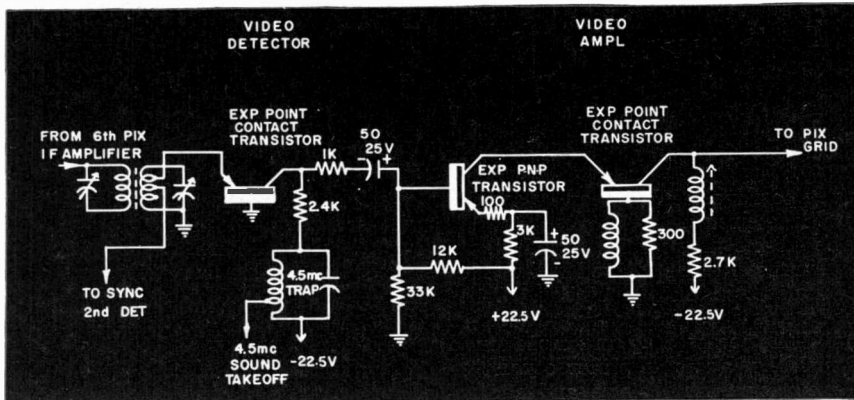 VIDEO
DETECTOR
VIDEO
AMPL
EXP POINT
CONTACT
TRANSISTOR
EXP POINT
CONTACT
TRANSISTOR
FROM 6th PIX
I F AMPLIFIER
1K
50
25V
+
TO PIX
GRID
EXP P.N-P
TRANSISTOR
100
2.4K
3K
+
50
25V
-
300
12K
2.7K
4.5mc
TRAP
TO SYNC
2nd DET
33K
+22.5V
-22.5V
4.5mc
SOUND
TAKEOFF
-22.5V